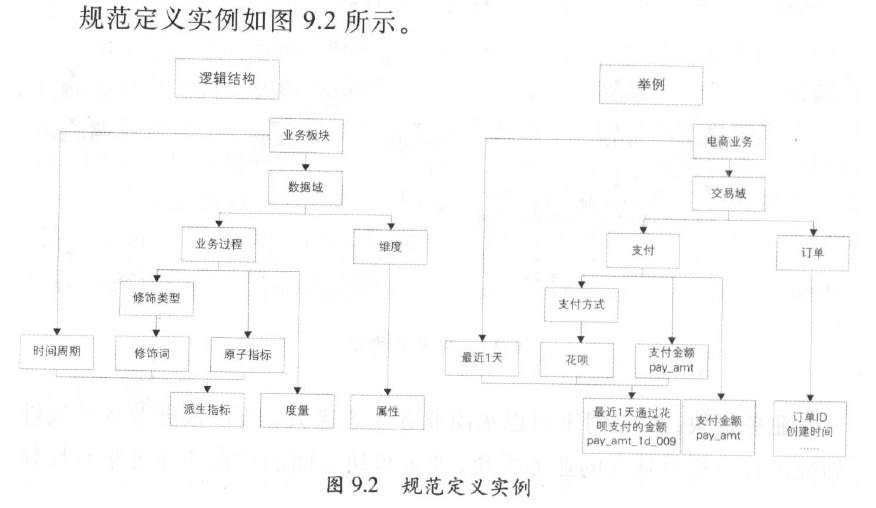 规范定义实例如图 9.2 所示。
逻辑结构
举例
业务板块
电商业务
数据域
交易域
业务过程
维度
支付
订单
修饰类型
支付方式
时间周期
修饰词
原子指标
最近1天
花呗
支付金额
pay_amt
派生指标
度量
属性
最近1天通过花
呗支付的金额
pay_amt_1d_009
支付金额
pay_amt
订单ID
创建时间
……
图 9.2 规范定义实例